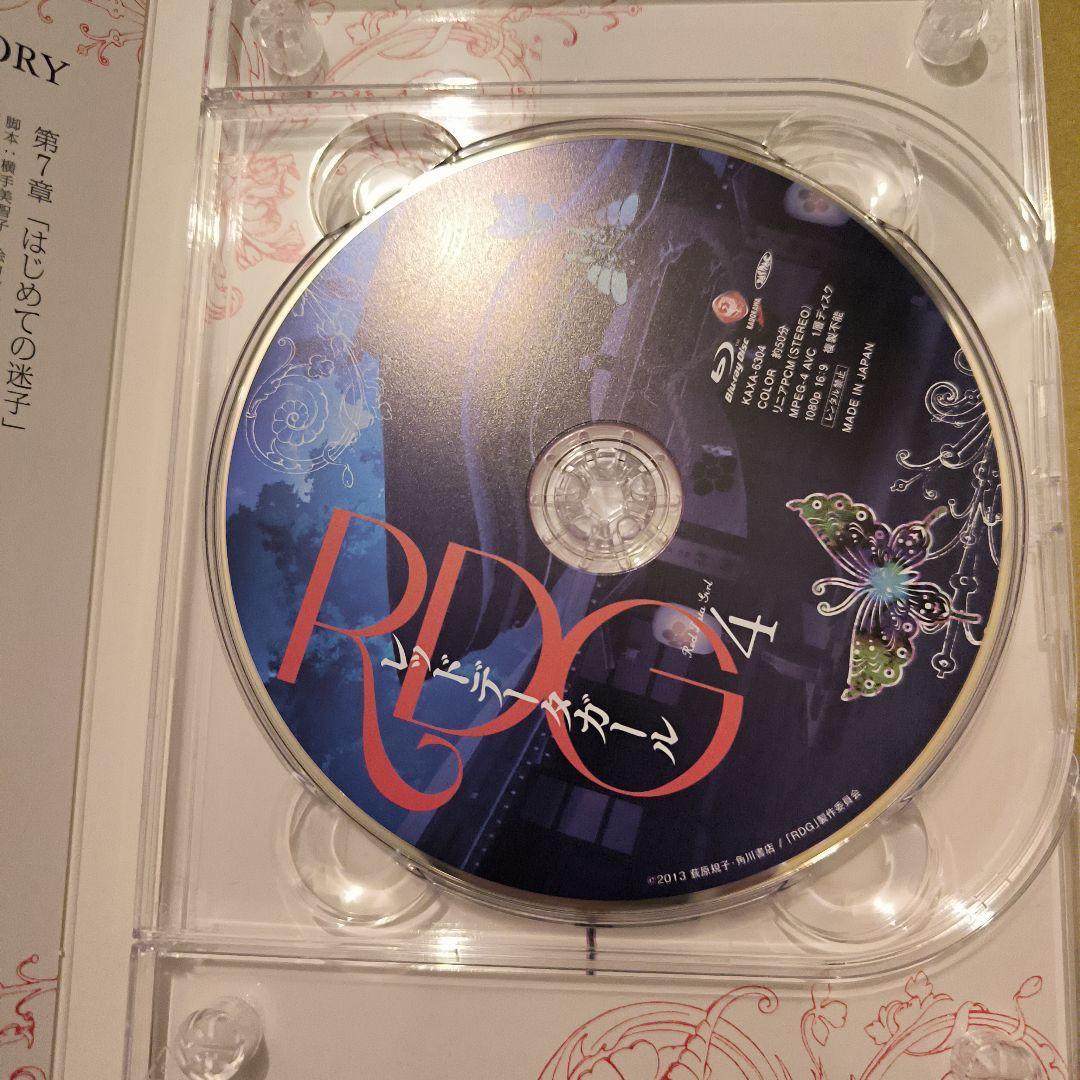 ORY
第7章「はじめての迷子」
脚本:横手美智子
Blu-ray Disc
KADOKAWA
KAXA-6304
COLOR 約50分
リニアPCM(STEREO)
MPEG-4 AVC 1層ディスク
1080p 16:9 複製不能
レンタル禁止
MADE IN JAPAN
RDG
レッドデータガール
Red Data Girl
4
©2013 荻原規子・角川書店/「RDG」製作委員会